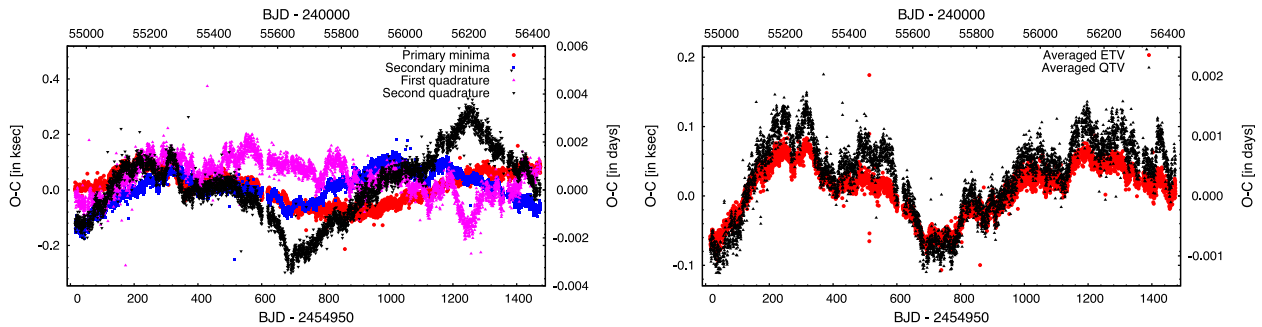 BJD - 240000
55000 55200 55400 55600 55800 56000 56200 56400
Primary minima
Secondary minima
First quadrature
Second quadrature
O-C [in ksec]
0.4
0.2
0.0
-0.2
0.006
0.004
0.002
0.000
-0.002
-0.004
O-C [in days]
0 200 400 600 800 1000 1200 1400
BJD - 2454950
BJD - 240000
55000 55200 55400 55600 55800 56000 56200 56400
Averaged ETV
Averaged QTV
O-C [in ksec]
0.2
0.1
0.0
-0.1
0.002
0.001
0.000
-0.001
O-C [in days]
0 200 400 600 800 1000 1200 1400
BJD - 2454950